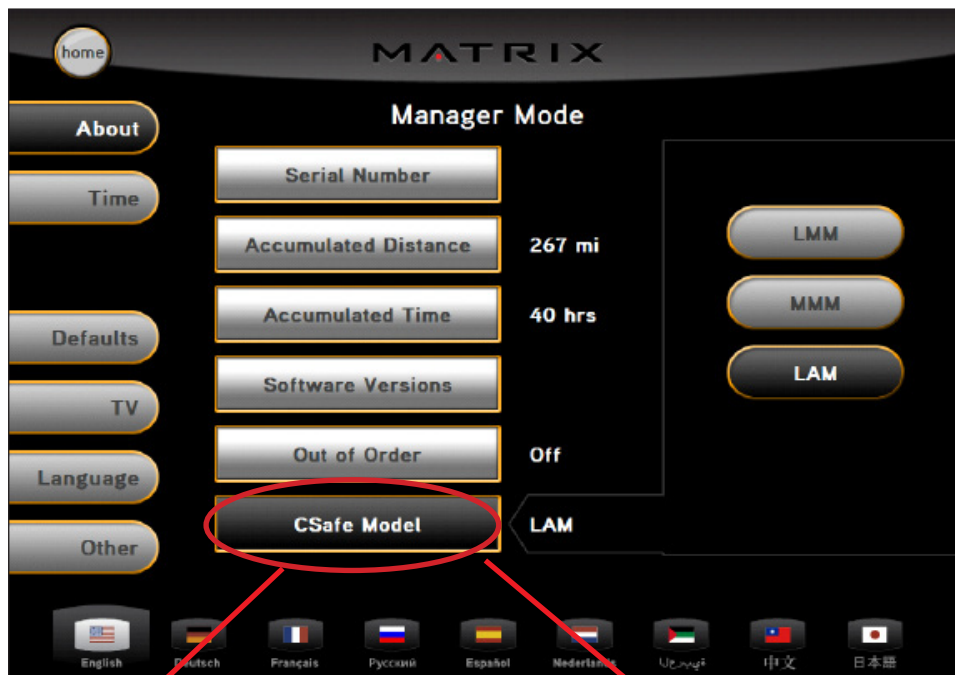 home
MATRIX
Manager Mode
About
Time
Defaults
TV
Language
Other
Serial Number
Accumulated Distance 267 mi
Accumulated Time 40 hrs
Software Versions
Out of Order Off
CSafe Model LAM
LMM
MMM
LAM
English
Deutsch
Français
Русский
Español
Nederlands
中文
日本語